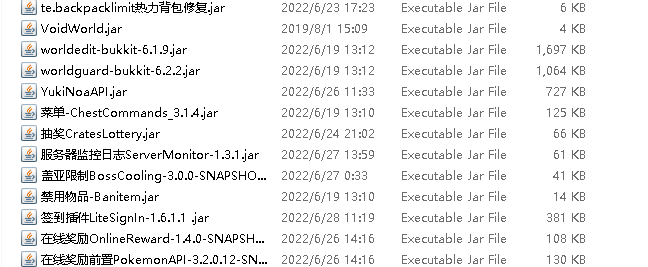 te.backpacklimit热力背包修复.jar 2022/6/23 17:23 Executable Jar File 6 KB
VoidWorld.jar 2019/8/1 15:09 Executable Jar File 4 KB
worldedit-bukkit-6.1.9.jar 2022/6/19 13:12 Executable Jar File 1,697 KB
worldguard-bukkit-6.2.2.jar 2022/6/19 13:12 Executable Jar File 1,064 KB
YukiNoaAPI.jar 2022/6/26 11:33 Executable Jar File 727 KB
菜单-ChestCommands_3.1.4.jar 2022/6/19 13:10 Executable Jar File 125 KB
抽奖CratesLottery.jar 2022/6/24 21:02 Executable Jar File 66 KB
服务器监控日志ServerMonitor-1.3.1.jar 2022/6/27 13:59 Executable Jar File 61 KB
盖亚限制BossCooling-3.0.0-SNAPSHO... 2022/6/27 0:33 Executable Jar File 41 KB
禁用物品-Banitem.jar 2022/6/19 13:10 Executable Jar File 14 KB
签到插件LiteSignIn-1.6.1.1 .jar 2022/6/28 11:19 Executable Jar File 381 KB
在线奖励OnlineReward-1.4.0-SNAPSH... 2022/6/26 14:16 Executable Jar File 108 KB
在线奖励前置PokemonAPI-3.2.0.12-SN... 2022/6/26 14:16 Executable Jar File 130 KB